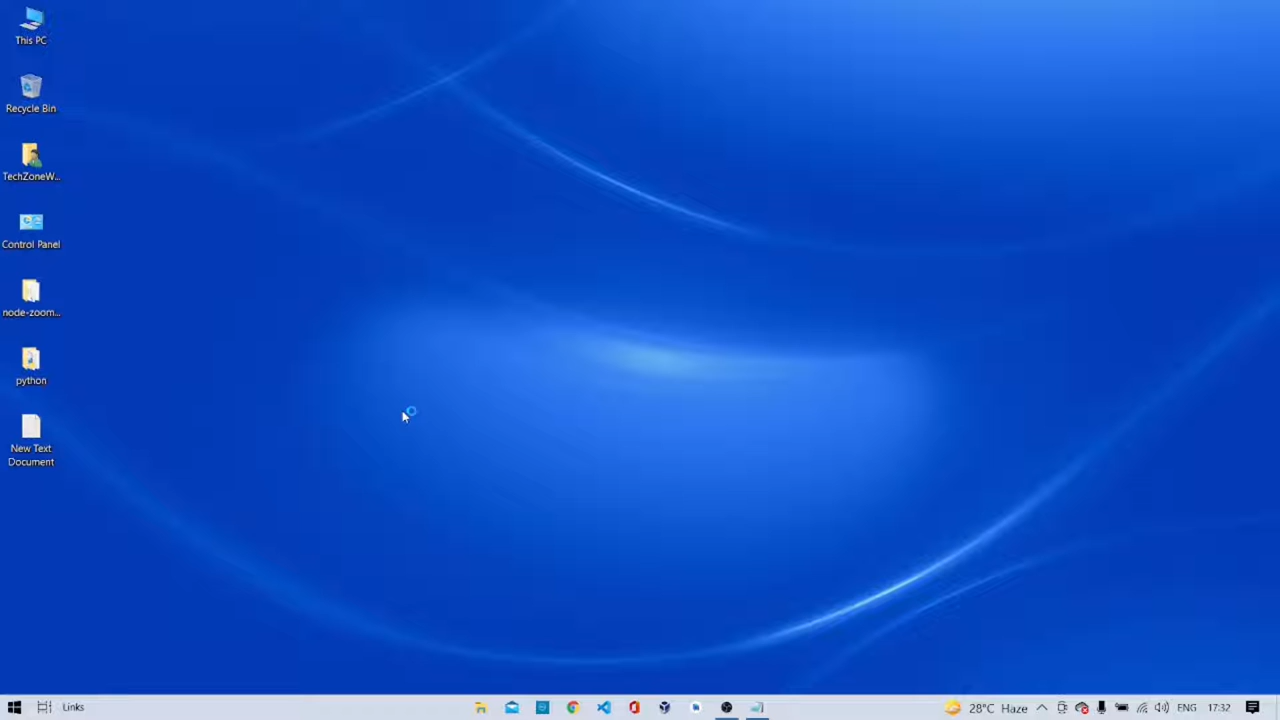 This PC
Recycle Bin
TechZoneW...
Control Panel
node-zoom...
python
New Text
Document
Links
28°C Haze
ENG
17:32